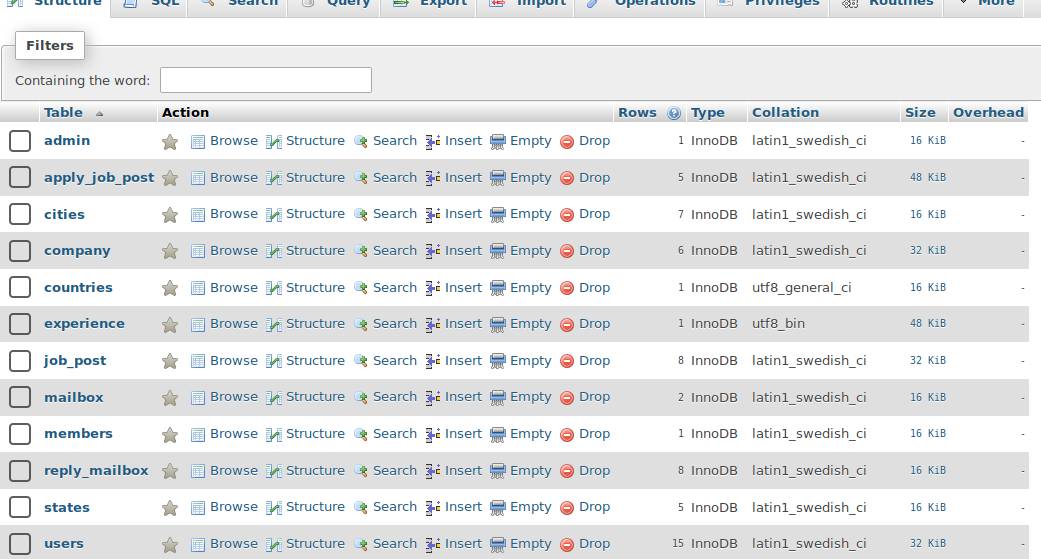 Structure SQL Search Query Export Import Operations Privileges Routines More
Filters
Containing the word:
Table Action Rows Type Collation Size Overhead
admin Browse Structure Search Insert Empty Drop 1 InnoDB latin1_swedish_ci 16 KiB -
apply_job_post Browse Structure Search Insert Empty Drop 5 InnoDB latin1_swedish_ci 48 KiB -
cities Browse Structure Search Insert Empty Drop 7 InnoDB latin1_swedish_ci 16 KiB -
company Browse Structure Search Insert Empty Drop 6 InnoDB latin1_swedish_ci 32 KiB -
countries Browse Structure Search Insert Empty Drop 1 InnoDB utf8_general_ci 16 KiB -
experience Browse Structure Search Insert Empty Drop 1 InnoDB utf8_bin 48 KiB -
job_post Browse Structure Search Insert Empty Drop 8 InnoDB latin1_swedish_ci 32 KiB -
mailbox Browse Structure Search Insert Empty Drop 2 InnoDB latin1_swedish_ci 16 KiB -
members Browse Structure Search Insert Empty Drop 1 InnoDB latin1_swedish_ci 16 KiB -
reply_mailbox Browse Structure Search Insert Empty Drop 8 InnoDB latin1_swedish_ci 16 KiB -
states Browse Structure Search Insert Empty Drop 5 InnoDB latin1_swedish_ci 16 KiB -
users Browse Structure Search Insert Empty Drop 15 InnoDB latin1_swedish_ci 32 KiB -